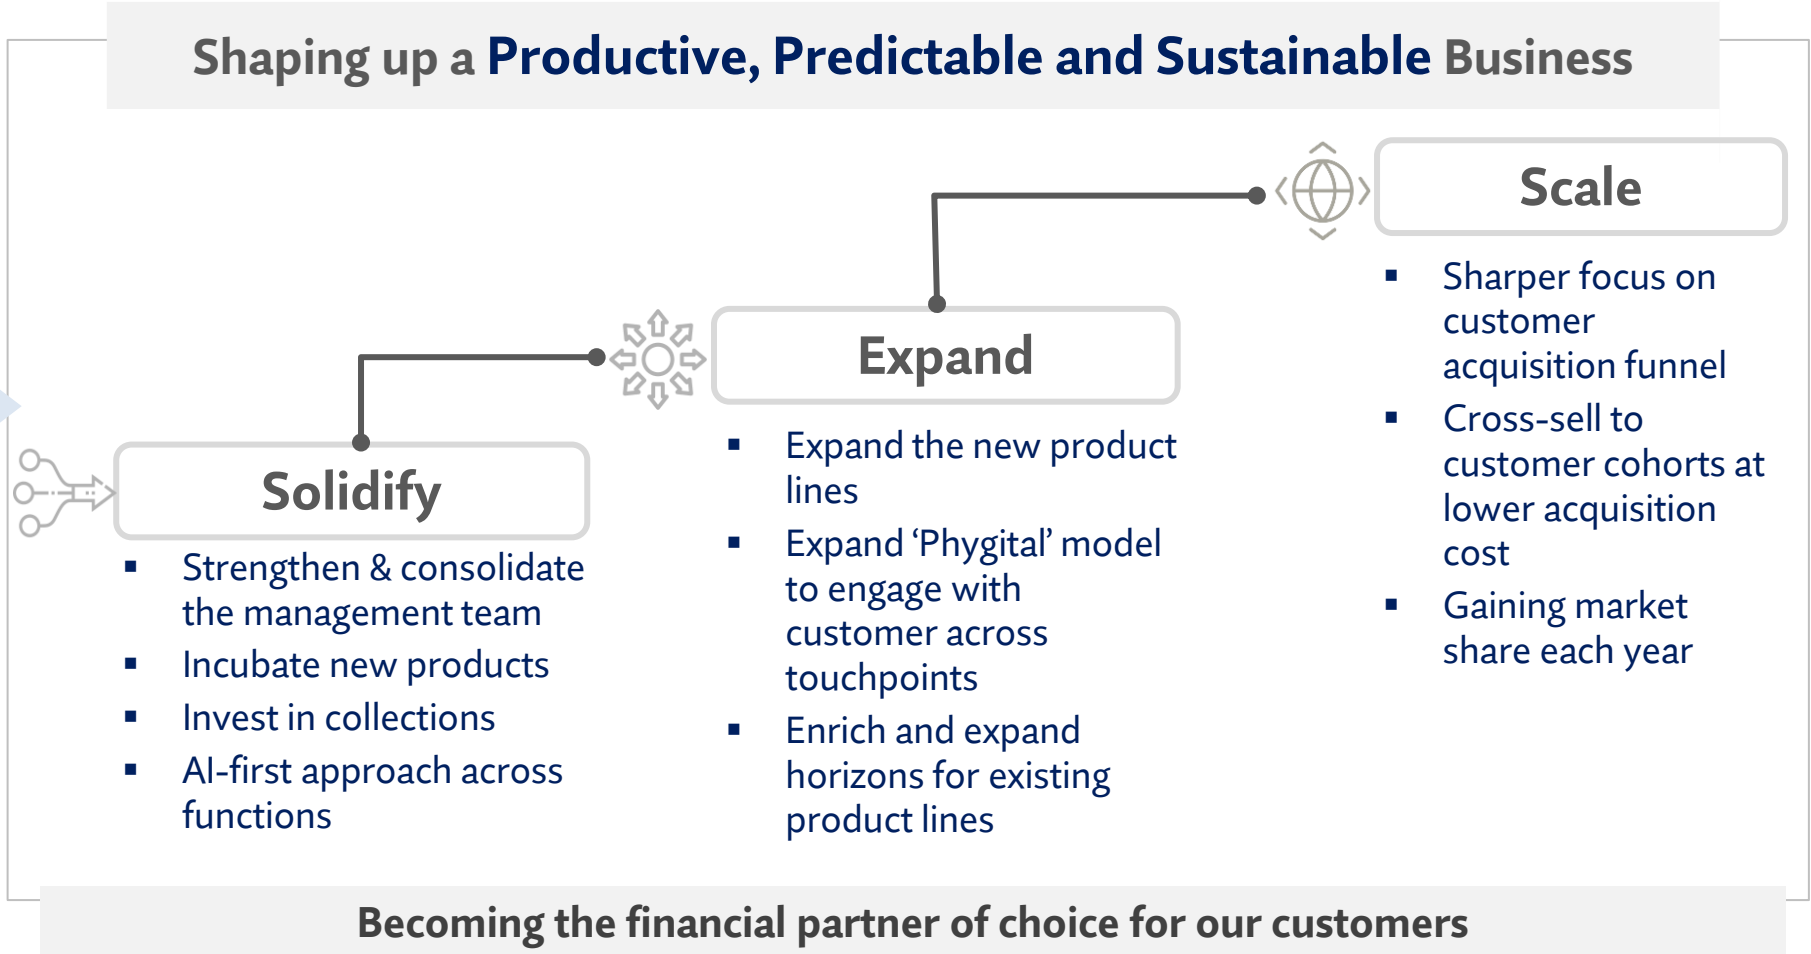 Shaping up a Productive, Predictable and Sustainable Business
Solidify
▪ Strengthen & consolidate
the management team
▪ Incubate new products
▪ Invest in collections
▪ AI-first approach across
functions
Expand
▪ Expand the new product
lines
▪ Expand ‘Phygital’ model
to engage with
customer across
touchpoints
▪ Enrich and expand
horizons for existing
product lines
Scale
▪ Sharper focus on
customer
acquisition funnel
▪ Cross-sell to
customer cohorts at
lower acquisition
cost
▪ Gaining market
share each year
Becoming the financial partner of choice for our customers